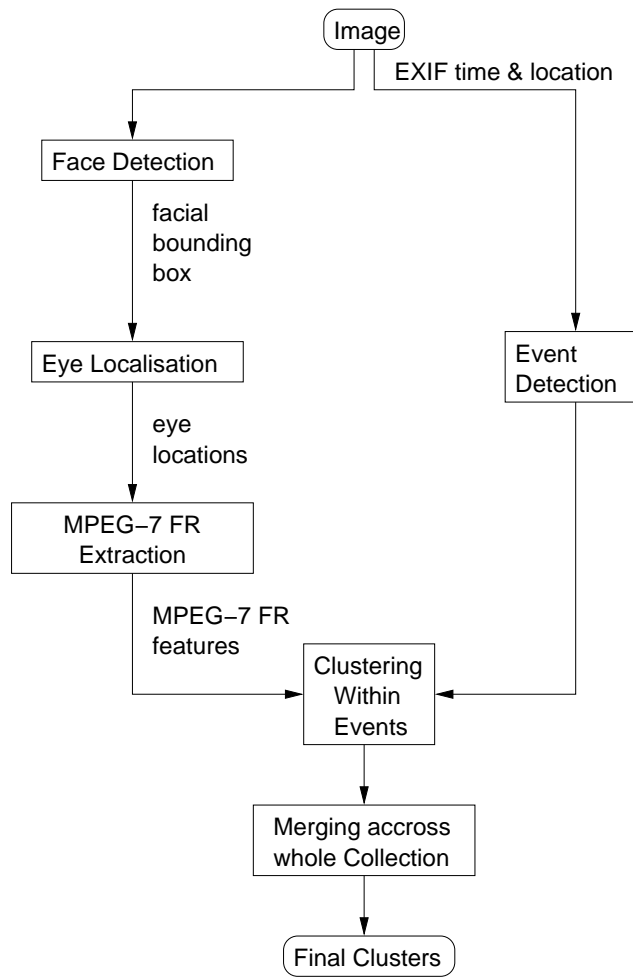 Image
EXIF time & location
Face Detection
facial
bounding
box
Eye Localisation
Event
Detection
eye
locations
MPEG−7 FR
Extraction
MPEG−7 FR
features
Clustering
Within
Events
Merging accross
whole Collection
Final Clusters